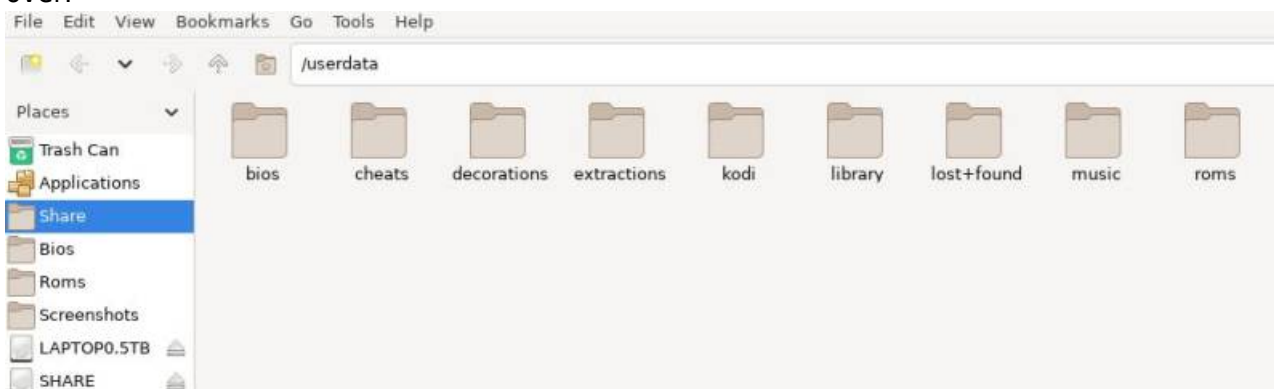 File Edit View Bookmarks Go Tools Help
/userdata
Places
Trash Can
Applications
Share
Bios
Roms
Screenshots
LAPTOP0.5TB
SHARE
bios cheats decorations extractions kodi library lost+found music roms